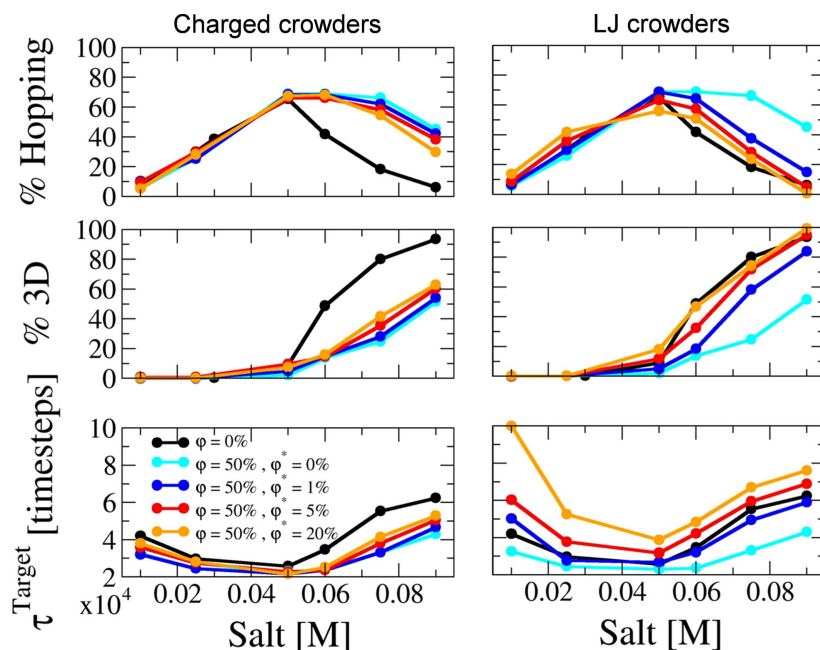 Charged crowders
LJ crowders
% Hopping
100
80
60
40
20
0
% 3D
100
80
60
40
20
0
τ^Target [timesteps]
10
8
6
4
2
x10^4
φ = 0%
φ = 50% , φ* = 0%
φ = 50% , φ* = 1%
φ = 50% , φ* = 5%
φ = 50% , φ* = 20%
0.02 0.04 0.06 0.08
0.02 0.04 0.06 0.08
Salt [M]
Salt [M]